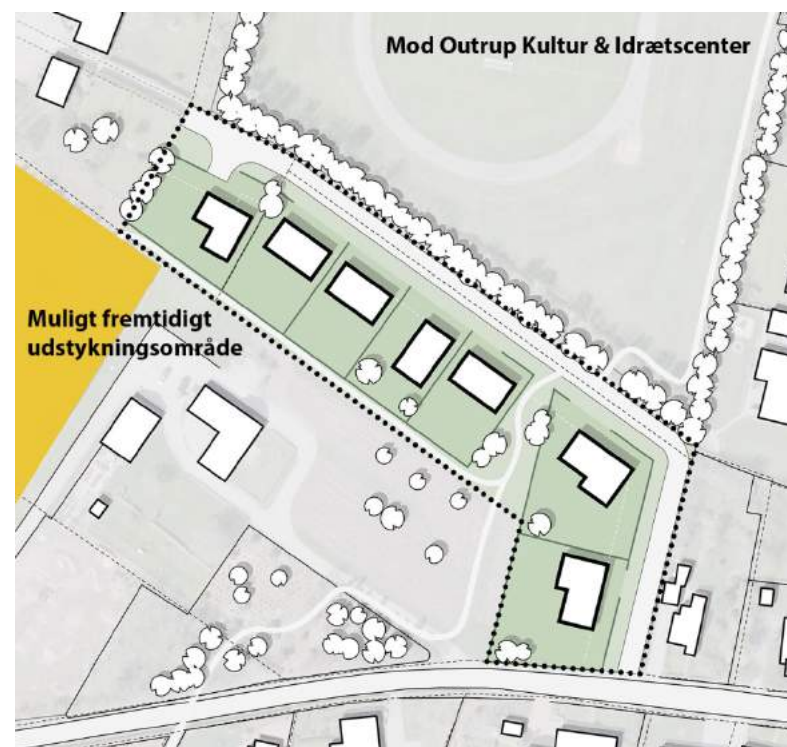 Mod Outrup Kultur & Idrætscenter
Muligt fremtidigt
udstykningsområde